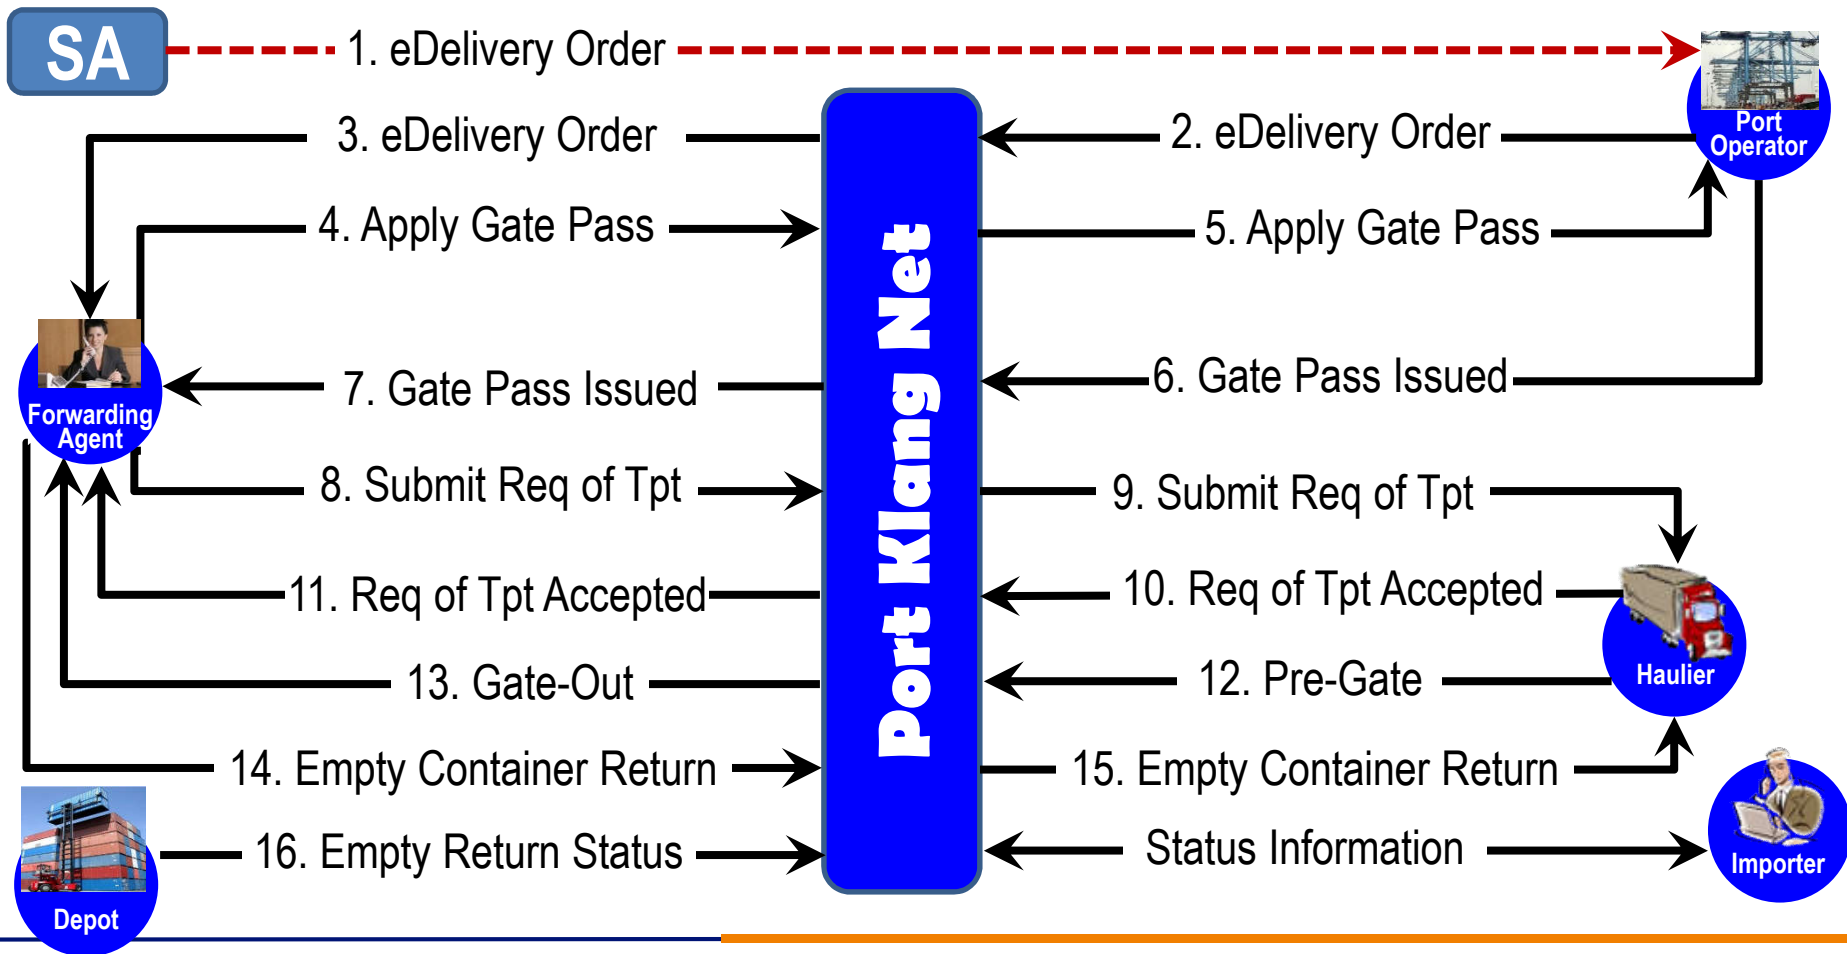 SA
1. eDelivery Order
Port
Operator
3. eDelivery Order
2. eDelivery Order
4. Apply Gate Pass
5. Apply Gate Pass
Port Klang Net
7. Gate Pass Issued
6. Gate Pass Issued
Forwarding
Agent
8. Submit Req of Tpt
9. Submit Req of Tpt
11. Req of Tpt Accepted
10. Req of Tpt Accepted
13. Gate-Out
12. Pre-Gate
Haulier
14. Empty Container Return
15. Empty Container Return
16. Empty Return Status
Status Information
Importer
Depot